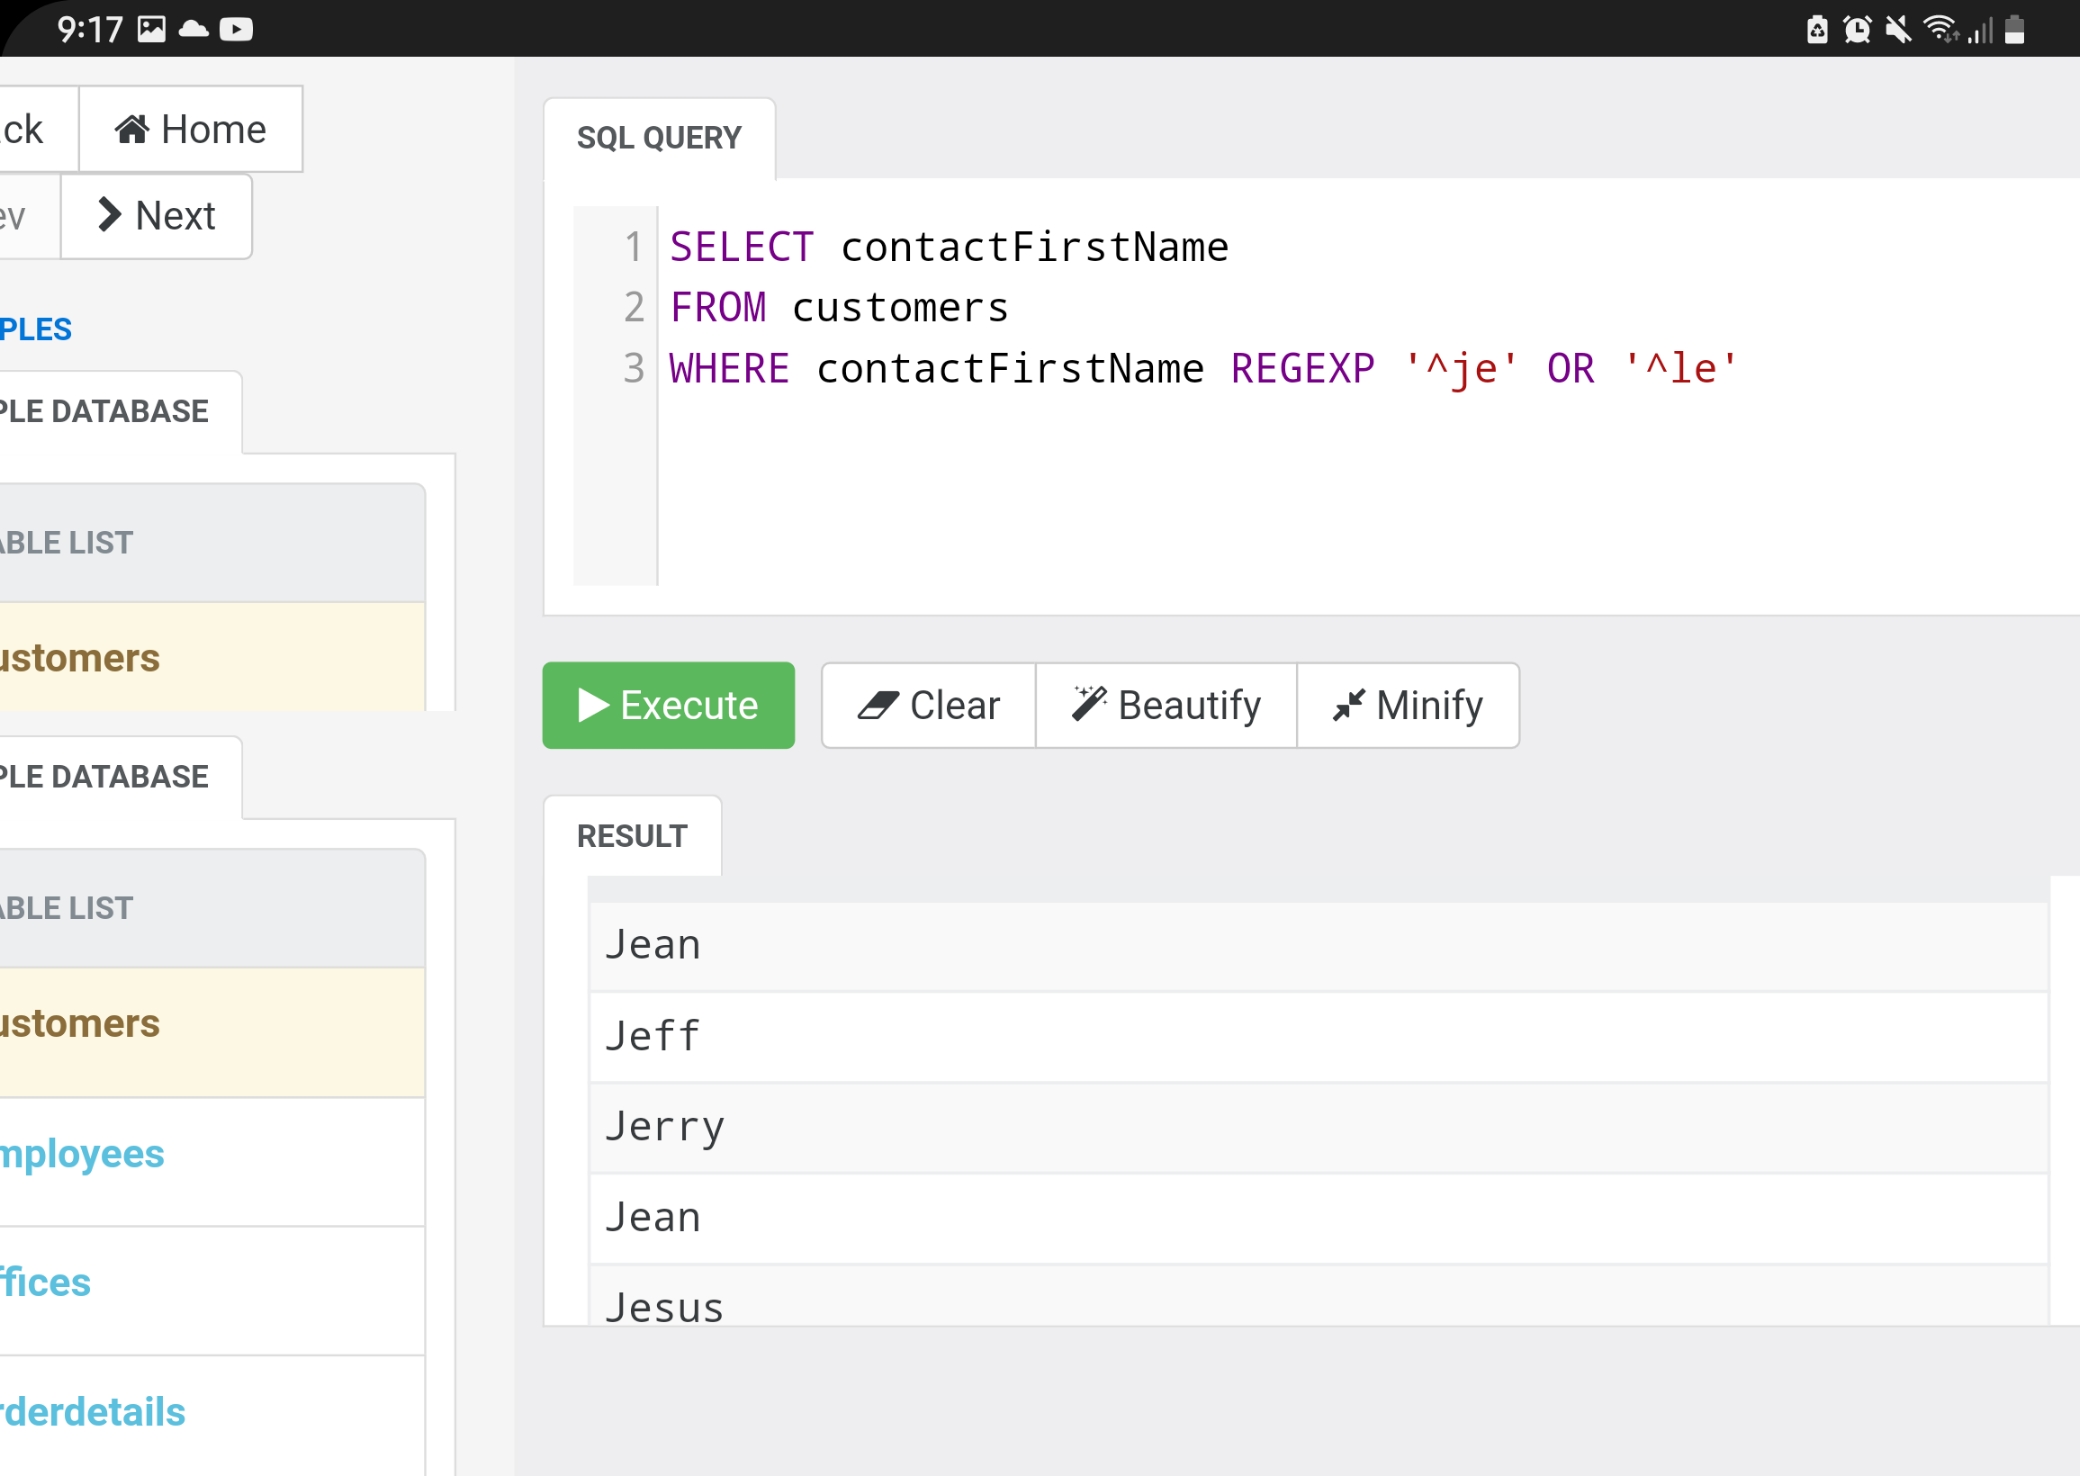 9:17
ck
Home
ev
Next
PLES
PLE DATABASE
ABLE LIST
ustomers
PLE DATABASE
ABLE LIST
ustomers
mployees
ffices
rderdetails
SQL QUERY
1 SELECT contactFirstName
2 FROM customers
3 WHERE contactFirstName REGEXP '^je' OR '^le'
Execute
Clear
Beautify
Minify
RESULT
Jean
Jeff
Jerry
Jean
Jesus